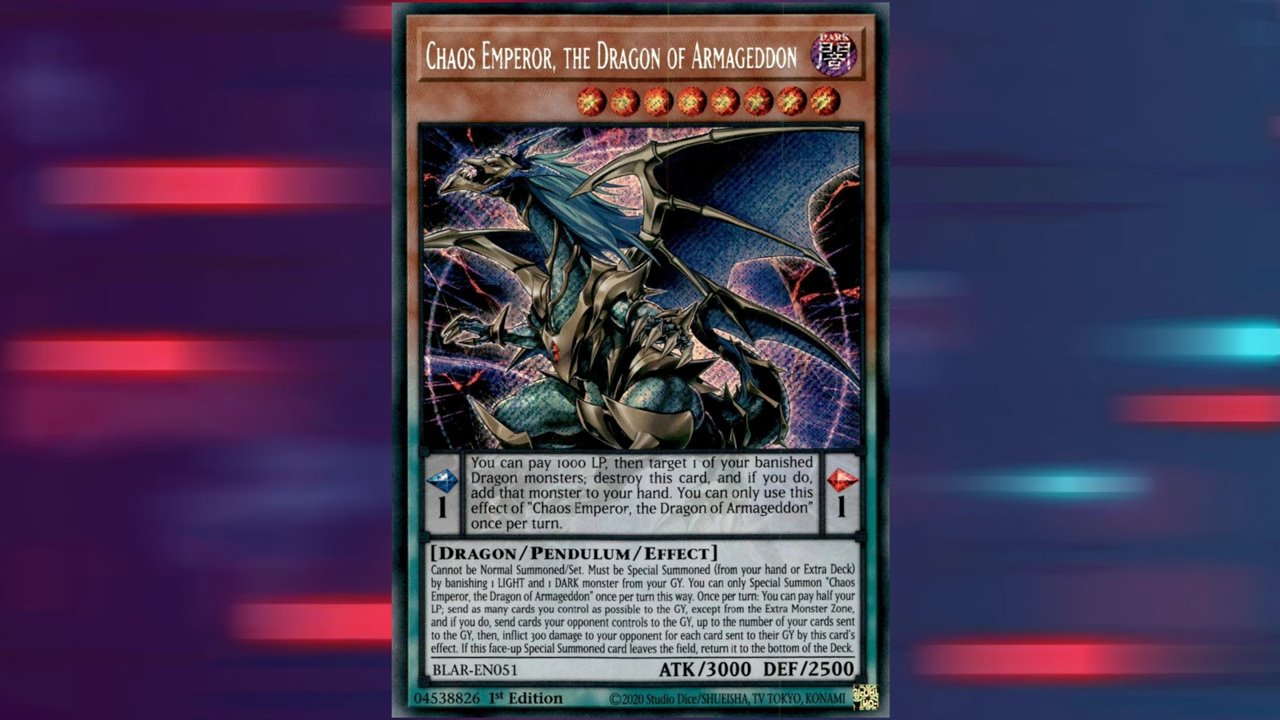 CHAOS EMPEROR, THE DRAGON OF ARMAGEDDON
DARK
闇
You can pay 1000 LP, then target 1 of your banished
Dragon monsters; destroy this card, and if you do,
add that monster to your hand. You can only use this
effect of "Chaos Emperor, the Dragon of Armageddon"
once per turn.
1
1
[DRAGON/PENDULUM/EFFECT]
Cannot be Normal Summoned/Set. Must be Special Summoned (from your hand or Extra Deck)
by banishing 1 LIGHT and 1 DARK monster from your GY. You can only Special Summon "Chaos
Emperor, the Dragon of Armageddon" once per turn this way. Once per turn: You can pay half your
LP; send as many cards you control as possible to the GY, except from the Extra Monster Zone,
and if you do, send cards your opponent controls to the GY, up to the number of your cards sent
to the GY, then, inflict 300 damage to your opponent for each card sent to their GY by this card's
effect. If this face-up Special Summoned card leaves the field, return it to the bottom of the Deck.
BLAR-EN051
ATK/3000 DEF/2500
04538826 1st Edition
©2020 Studio Dice/SHUEISHA, TV TOKYO, KONAMI